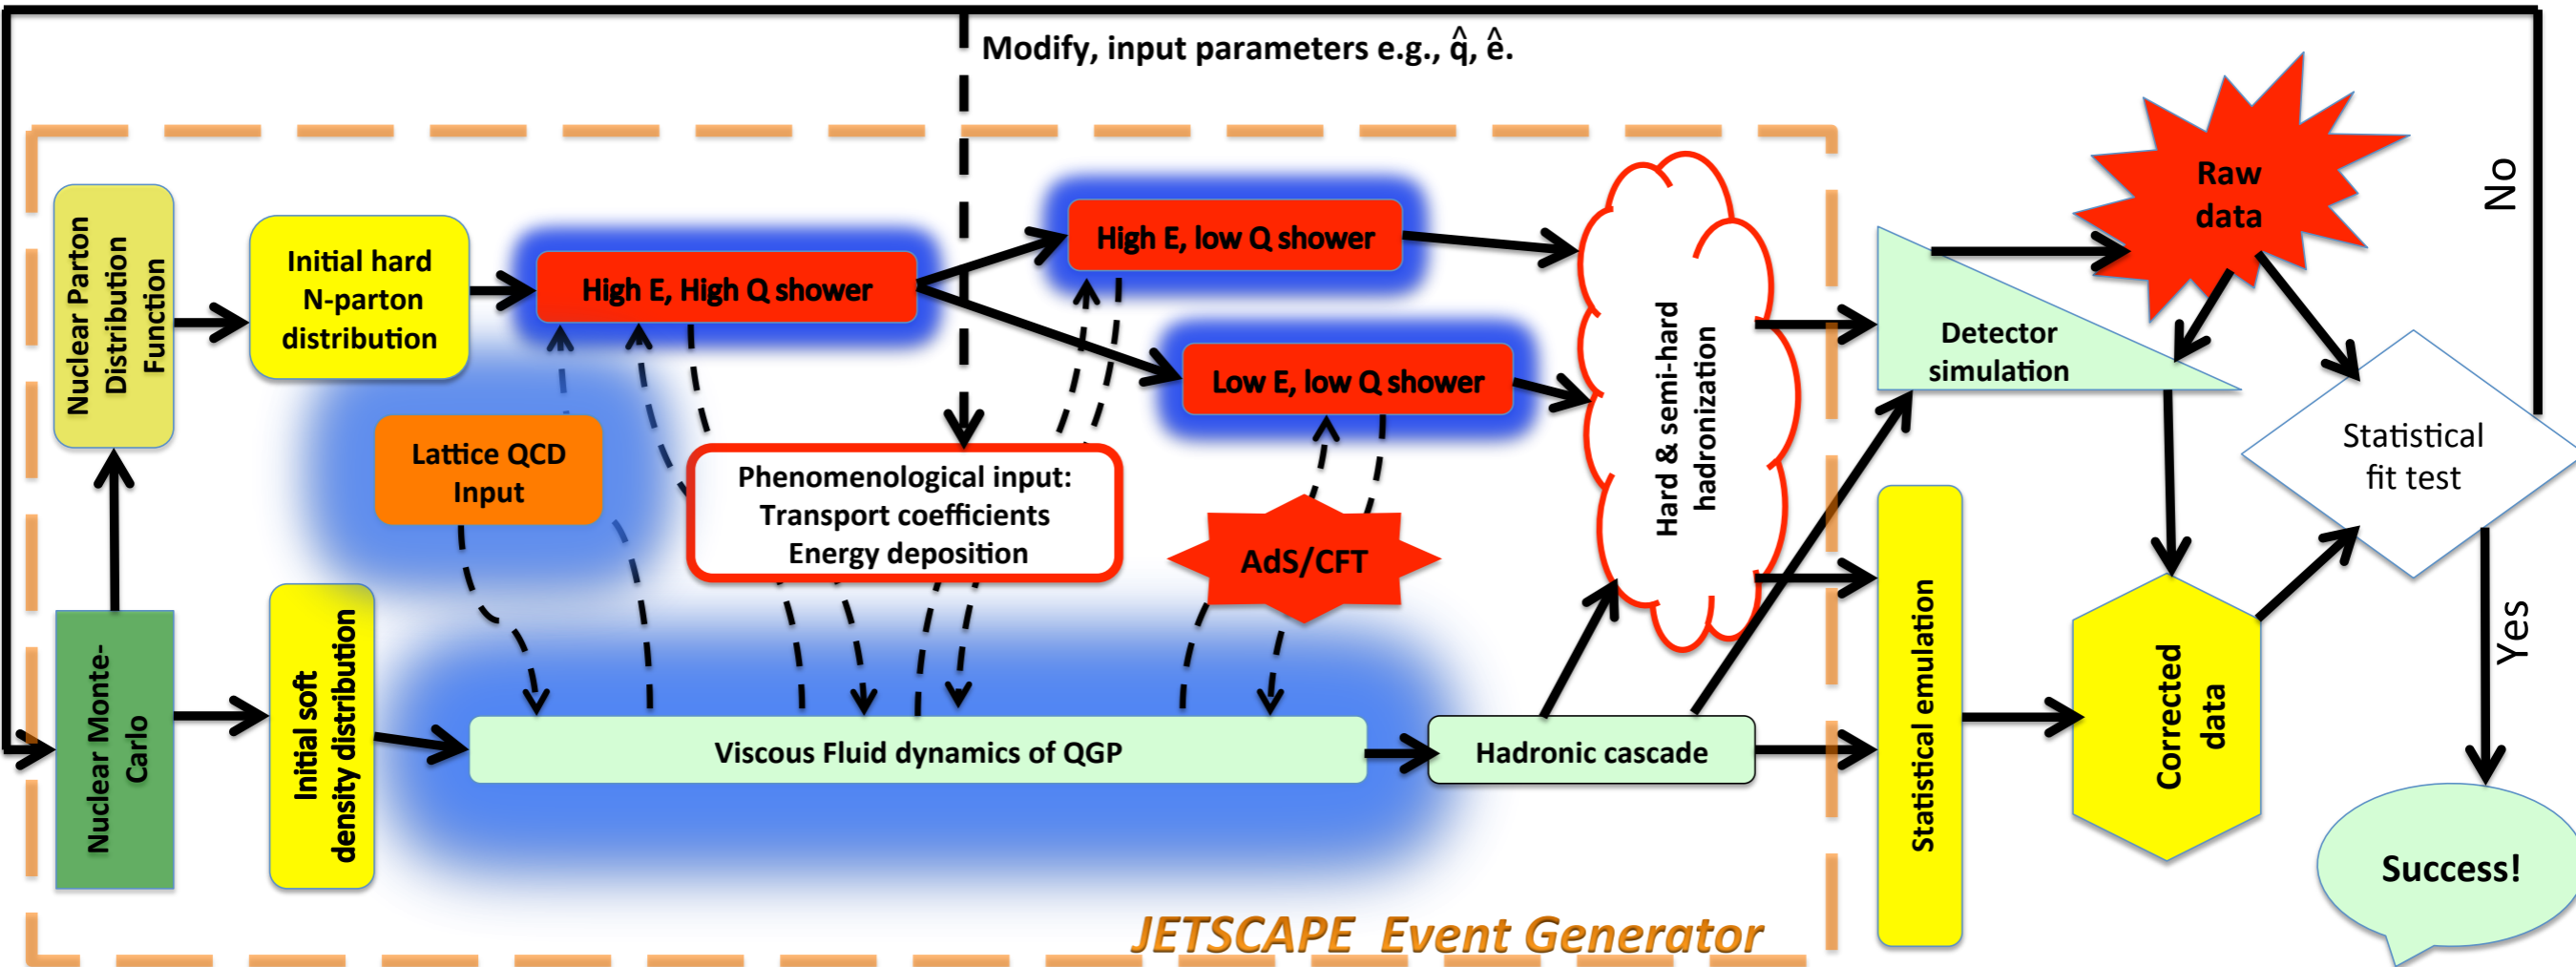 Modify, input parameters e.g., q̂, ê.
Nuclear Parton
Distribution
Function
Initial hard
N-parton
distribution
High E, High Q shower
High E, low Q shower
Low E, low Q shower
Hard & semi-hard
hadronization
Raw
data
No
Detector
simulation
Statistical
fit test
Lattice QCD
Input
Phenomenological input:
Transport coefficients
Energy deposition
AdS/CFT
Nuclear Monte-
Carlo
Initial soft
density distribution
Viscous Fluid dynamics of QGP
Hadronic cascade
Statistical emulation
Corrected
data
Yes
Success!
JETSCAPE Event Generator